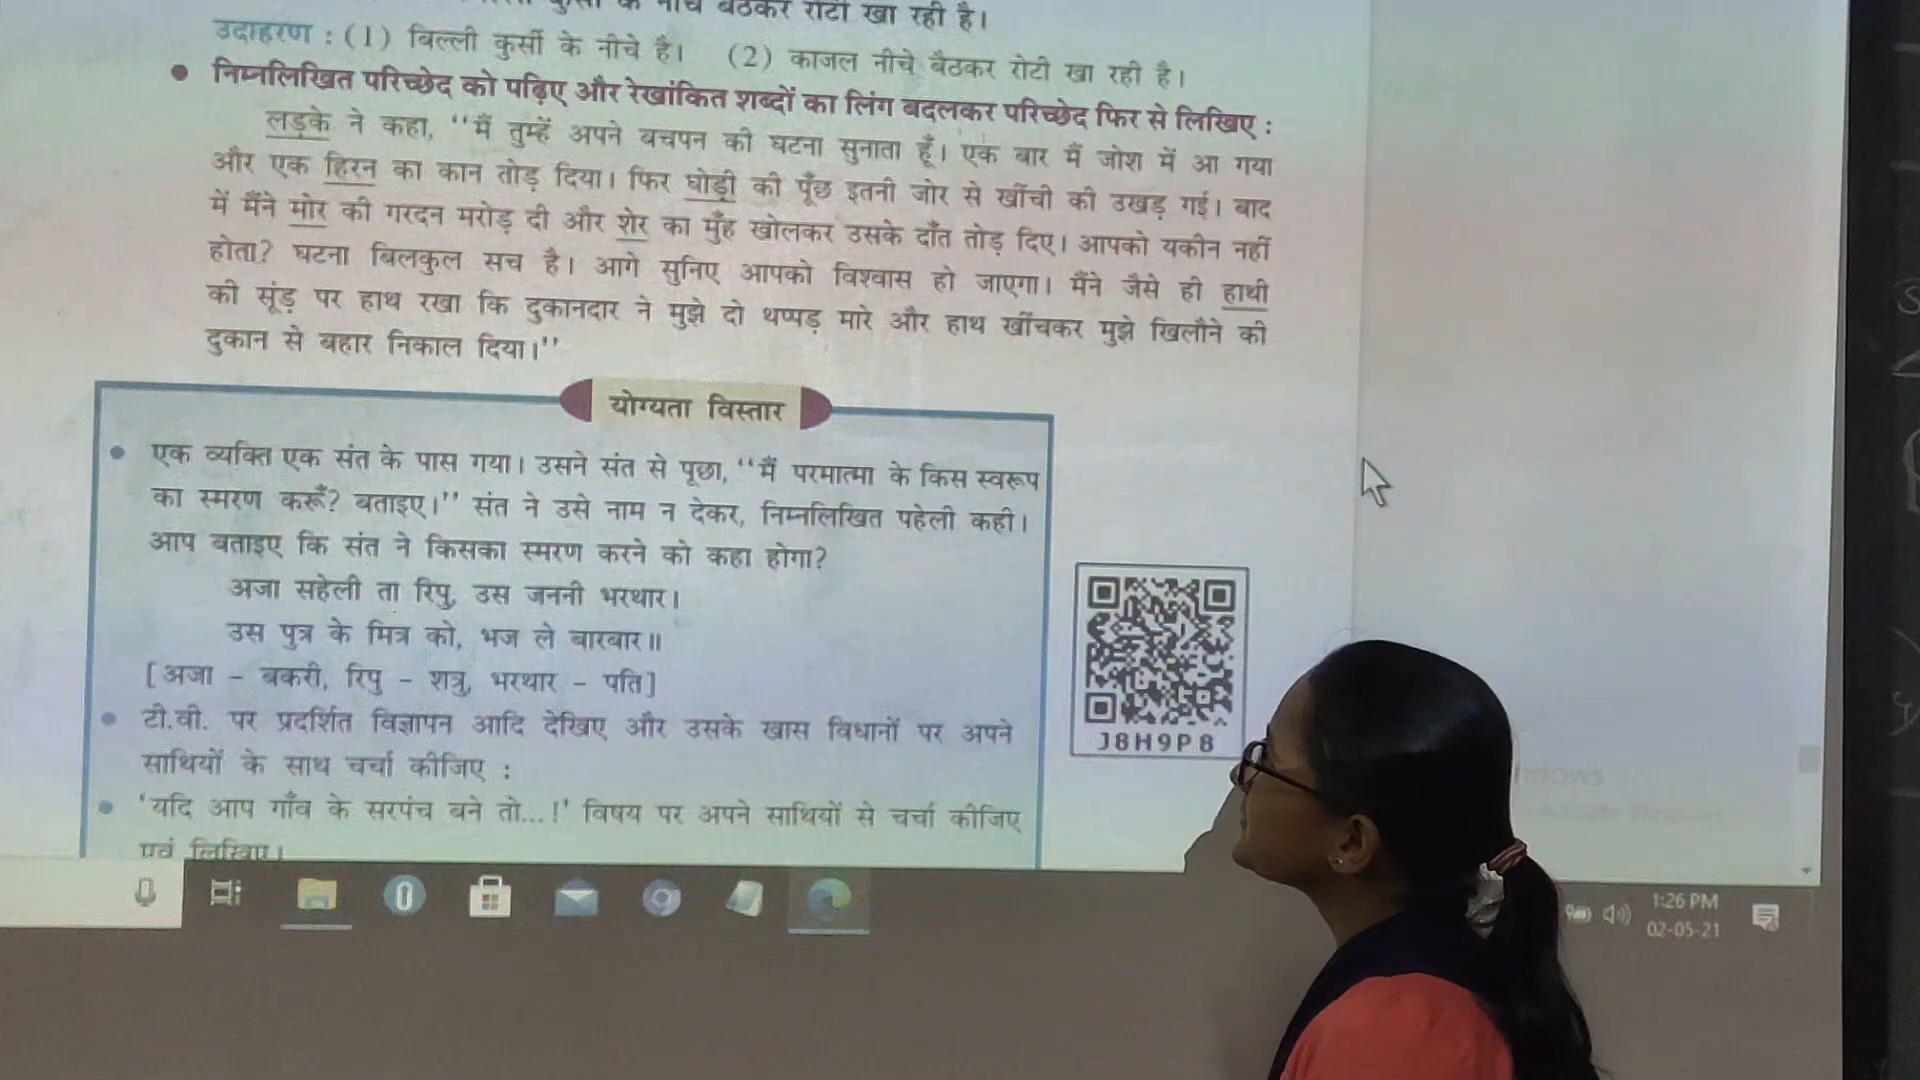 के नीचे बैठकर रोटी खा रही है।
उदाहरण : (1) बिल्ली कुर्सी के नीचे है। (2) काजल नीचे बैठकर रोटी खा रही है।
● निम्नलिखित परिच्छेद को पढ़िए और रेखांकित शब्दों का लिंग बदलकर परिच्छेद फिर से लिखिए :
लड़के ने कहा, ‘‘मैं तुम्हें अपने बचपन की घटना सुनाता हूँ। एक बार मैं जोश में आ गया
और एक हिरन का कान तोड़ दिया। फिर घोड़ी की पूँछ इतनी जोर से खींची की उखड़ गई। बाद
में मैंने मोर की गरदन मरोड़ दी और शेर का मुँह खोलकर उसके दाँत तोड़ दिए। आपको यकीन नहीं
होता? घटना बिलकुल सच है। आगे सुनिए आपको विश्वास हो जाएगा। मैंने जैसे ही हाथी
की सूंड़ पर हाथ रखा कि दुकानदार ने मुझे दो थप्पड़ मारे और हाथ खींचकर मुझे खिलौने की
दुकान से बहार निकाल दिया।’’
योग्यता विस्तार
● एक व्यक्ति एक संत के पास गया। उसने संत से पूछा, ‘‘मैं परमात्मा के किस स्वरूप
का स्मरण करूँ? बताइए।’’ संत ने उसे नाम न देकर, निम्नलिखित पहेली कही।
आप बताइए कि संत ने किसका स्मरण करने को कहा होगा?
अजा सहेली ता रिपु, उस जननी भरथार।
उस पुत्र के मित्र को, भज ले बारबार॥
[अजा – बकरी, रिपु – शत्रु, भरथार – पति]
● टी.वी. पर प्रदर्शित विज्ञापन आदि देखिए और उसके खास विधानों पर अपने
साथियों के साथ चर्चा कीजिए :
● ‘यदि आप गाँव के सरपंच बने तो...!’ विषय पर अपने साथियों से चर्चा कीजिए
एवं लिखिए।
J8H9P8
1:26 PM
02-05-21